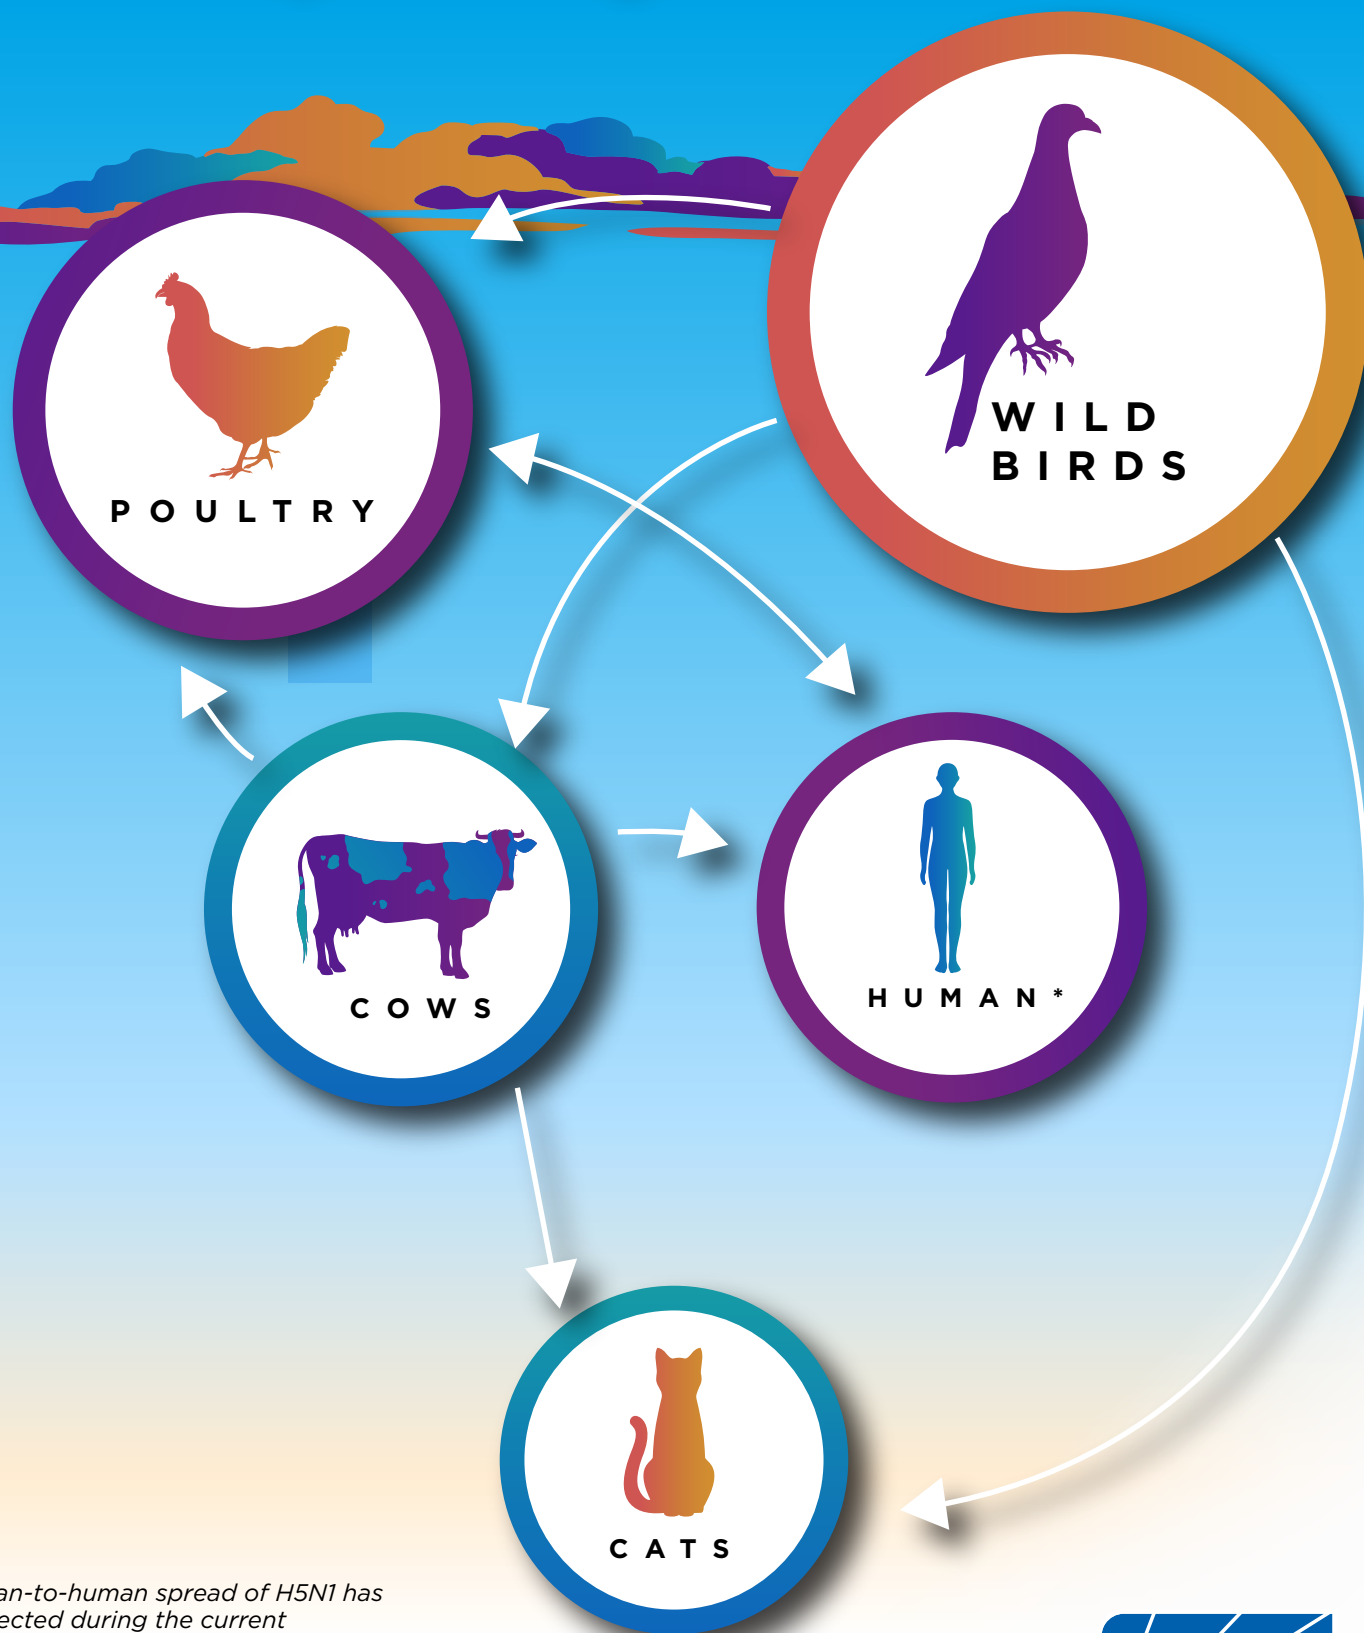 WILD
BIRDS
POULTRY
COWS
HUMAN*
CATS
an-to-human spread of H5N1 has
ected during the current